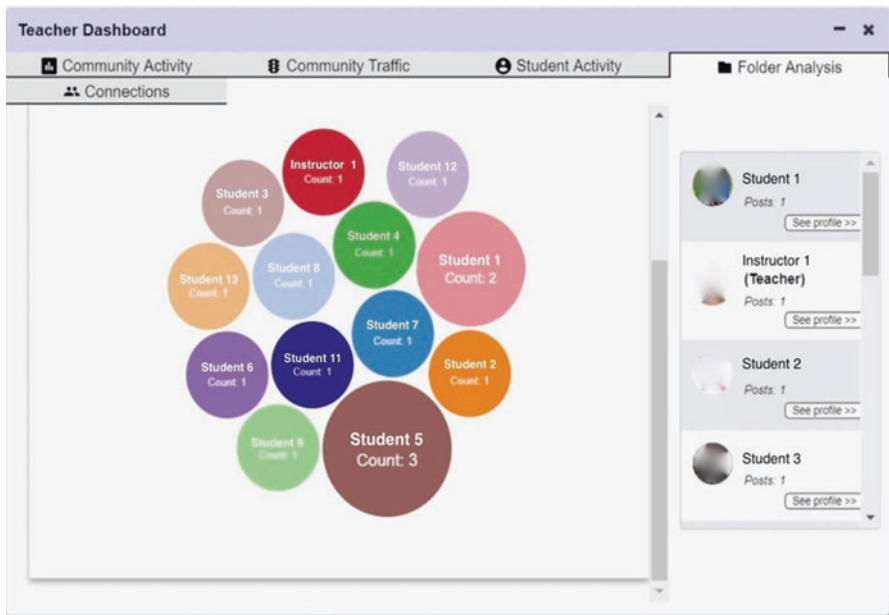 Teacher Dashboard
Community Activity
Community Traffic
Student Activity
Folder Analysis
Connections
Instructor 1
Count: 1
Student 12
Count: 1
Student 3
Count: 1
Student 4
Count: 1
Student 1
Count: 2
Student 8
Count: 1
Student 13
Count: 1
Student 7
Count: 1
Student 11
Count: 1
Student 2
Count: 1
Student 6
Count: 1
Student 5
Count: 3
Student 9
Count: 1
Student 1
Posts: 1
See profile >>
Instructor 1
(Teacher)
Posts: 1
See profile >>
Student 2
Posts: 1
See profile >>
Student 3
Posts: 1
See profile >>